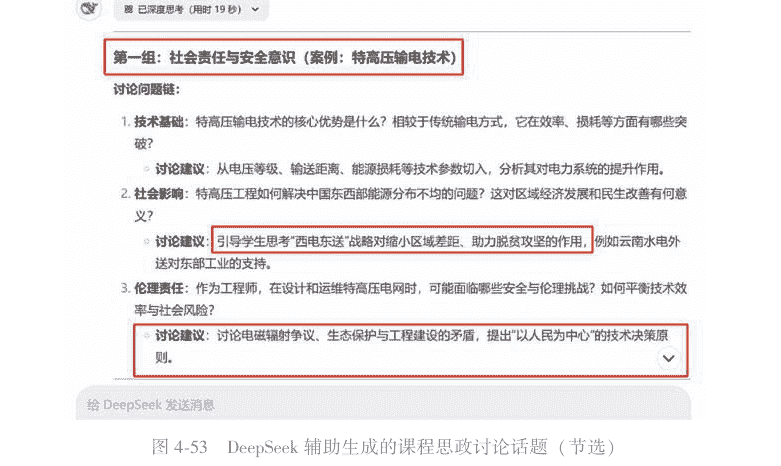 已深度思考（用时 19 秒）
第一组：社会责任与安全意识（案例：特高压输电技术）
讨论问题链：
1. 技术基础：特高压输电技术的核心优势是什么？相较于传统输电方式，它在效率、损耗等方面有哪些突
破？
讨论建议：从电压等级、输送距离、能源损耗等技术参数切入，分析其对电力系统的提升作用。
2. 社会影响：特高压工程如何解决中国东西部能源分布不均的问题？这对区域经济发展和民生改善有何意
义？
讨论建议：引导学生思考“西电东送”战略对缩小区域差距、助力脱贫攻坚的作用，例如云南水电外
送对东部工业的支持。
3. 伦理责任：作为工程师，在设计和运维特高压电网时，可能面临哪些安全与伦理挑战？如何平衡技术效
率与社会风险？
讨论建议：讨论电磁辐射争议、生态保护与工程建设的矛盾，提出“以人民为中心”的技术决策原
则。
给 DeepSeek 发送消息
图 4-53 DeepSeek 辅助生成的课程思政讨论话题（节选）